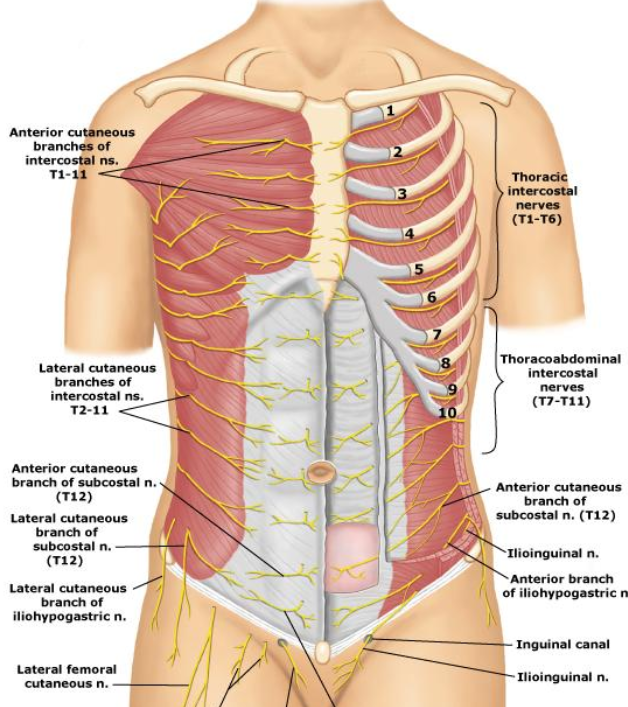 Anterior cutaneous
branches of
intercostal ns.
T1-11
Lateral cutaneous
branches of
intercostal ns.
T2-11
Anterior cutaneous
branch of subcostal n.
(T12)
Lateral cutaneous
branch of
subcostal n.
(T12)
Lateral cutaneous
branch of
iliohypogastric n.
Lateral femoral
cutaneous n.
1
2
3
4
5
6
7
8
9
10
Thoracic
intercostal
nerves
(T1-T6)
Thoracoabdominal
intercostal
nerves
(T7-T11)
Anterior cutaneous
branch of
subcostal n. (T12)
Ilioinguinal n.
Anterior branch
of iliohypogastric n
Inguinal canal
Ilioinguinal n.